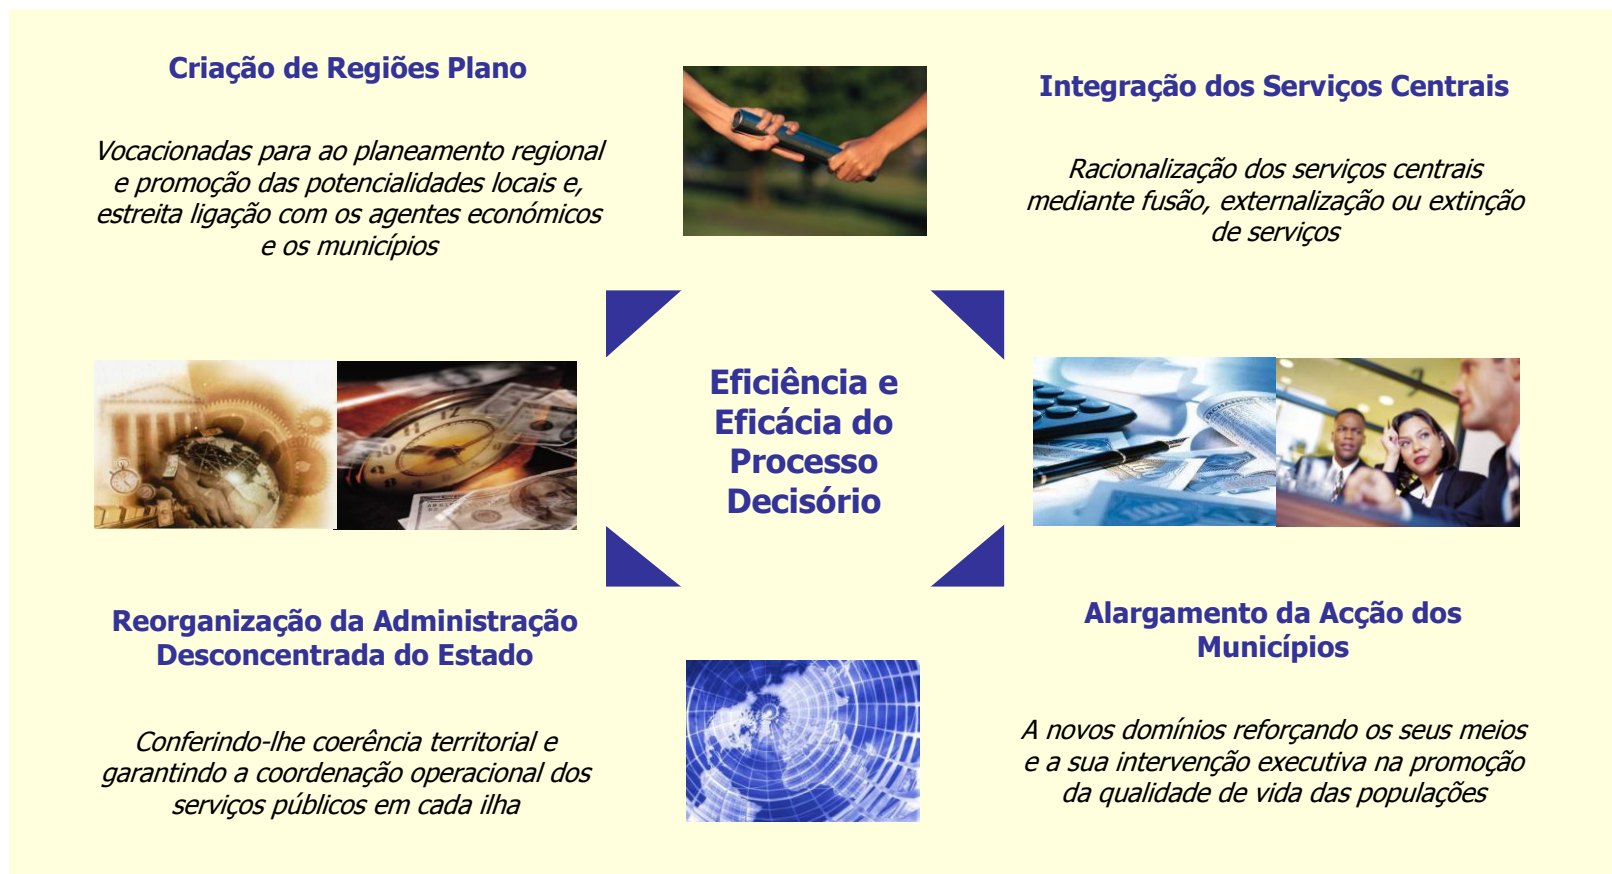 Criação de Regiões Plano
Vocacionadas para ao planeamento regional
e promoção das potencialidades locais e,
estreita ligação com os agentes económicos
e os municípios
Integração dos Serviços Centrais
Racionalização dos serviços centrais
mediante fusão, externalização ou extinção
de serviços
Eficiência e
Eficácia do
Processo
Decisório
Reorganização da Administração
Desconcentrada do Estado
Conferindo-lhe coerência territorial e
garantindo a coordenação operacional dos
serviços públicos em cada ilha
Alargamento da Acção dos
Municípios
A novos domínios reforçando os seus meios
e a sua intervenção executiva na promoção
da qualidade de vida das populações